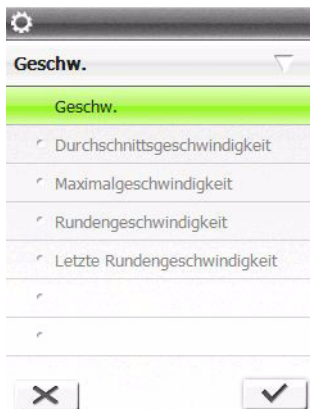 Geschw.
Geschw.
Durchschnittsgeschwindigkeit
Maximalgeschwindigkeit
Rundengeschwindigkeit
Letzte Rundengeschwindigkeit